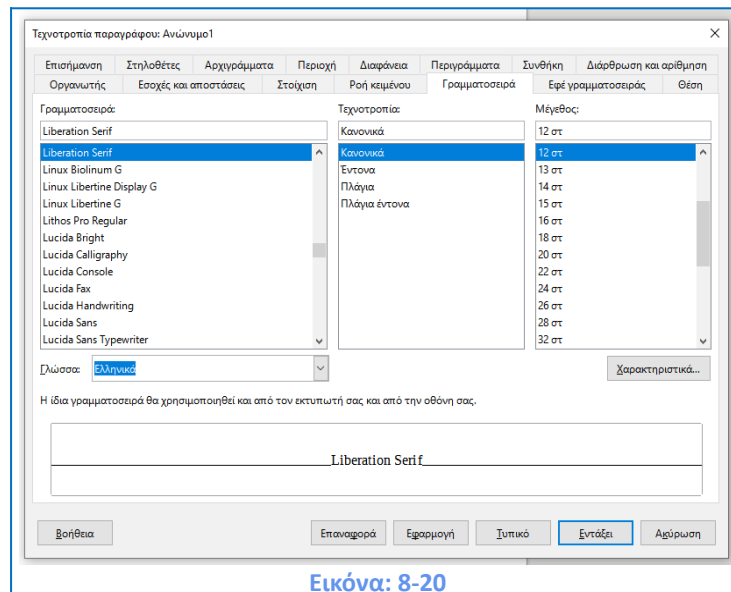 Τεχνοτροπία παραγράφου: Ανώνυμο1
Επισήμανση Στηλοθέτες Αρχιγράμματα Περιοχή Διαφάνεια Περιγράμματα Συνθήκη Διάρθρωση και αρίθμηση
Οργανωτής Εσοχές και αποστάσεις Στοίχιση Ροή κειμένου Γραμματοσειρά Εφέ γραμματοσειράς Θέση
Γραμματοσειρά: Τεχνοτροπία: Μέγεθος:
Liberation Serif Κανονικά 12 στ
Liberation Serif Κανονικά 12 στ
Linux Biolinum G Έντονα 13 στ
Linux Libertine Display G Πλάγια 14 στ
Linux Libertine G Πλάγια έντονα 15 στ
Lithos Pro Regular 16 στ
Lucida Bright 18 στ
Lucida Calligraphy 20 στ
Lucida Console 22 στ
Lucida Fax 24 στ
Lucida Handwriting 26 στ
Lucida Sans 28 στ
Lucida Sans Typewriter 32 στ
Γλώσσα: Ελληνικά Χαρακτηριστικά...
Η ίδια γραμματοσειρά θα χρησιμοποιηθεί και από τον εκτυπωτή σας και από την οθόνη σας.
Liberation Serif
Βοήθεια Επαναφορά Εφαρμογή Τυπικό Εντάξει Ακύρωση
Εικόνα: 8-20